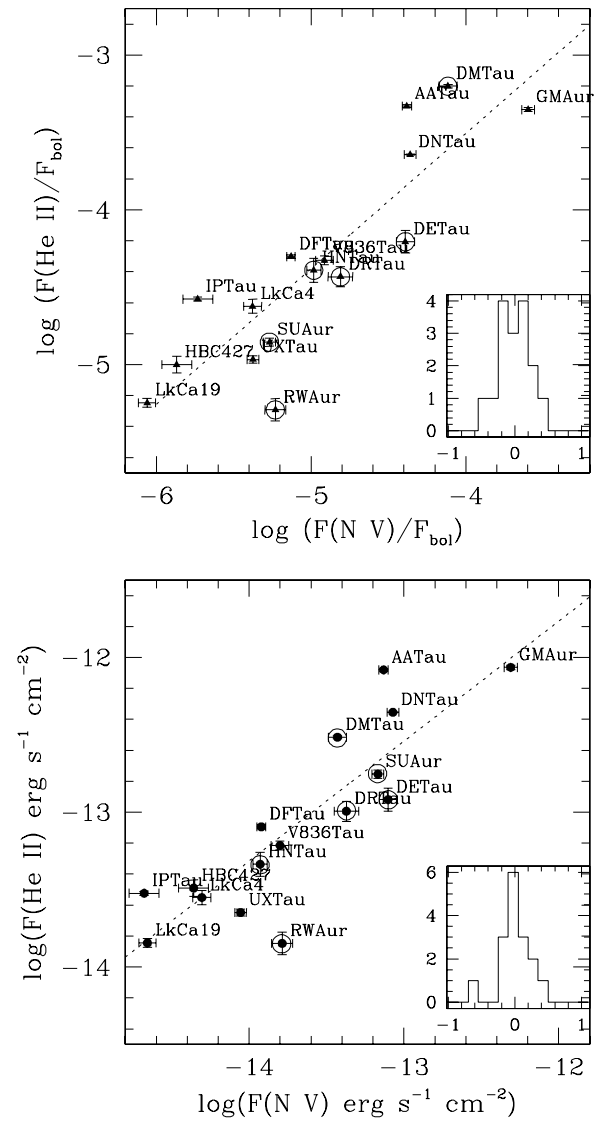 −3
DMTau
AATau
GMAur
DNTau
log (F(He II)/F_bol)
−4
DETau
DFTau
V836Tau
HNTau
DRTau
IPTau
LkCa4
SUAur
UXTau
HBC427
−5
LkCa19
RWAur
4
3
2
1
0
−1 0 1
−6 −5 −4
log (F(N V)/F_bol)
−12
AATau
GMAur
DNTau
DMTau
SUAur
DETau
DRTau
log(F(He II) erg s⁻¹ cm⁻²)
−13
DFTau
V836Tau
HNTau
HBC427
IPTau
LkCa4
UXTau
LkCa19
RWAur
−14
6
4
2
0
−1 0 1
−14 −13 −12
log(F(N V) erg s⁻¹ cm⁻²)